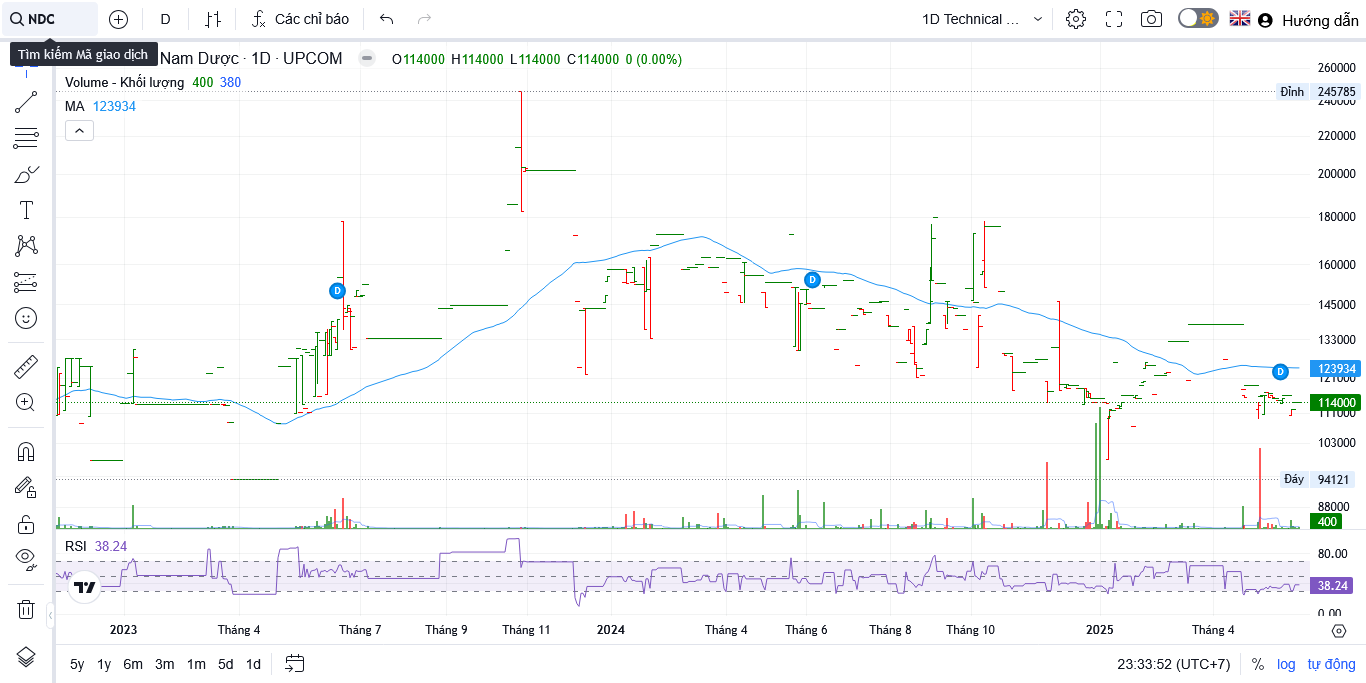 NDC
D
Các chỉ báo
1D Technical ...
Hướng dẫn
Tìm kiếm Mã giao dịch
Nam Dược · 1D · UPCOM
O114000 H114000 L114000 C114000 0 (0.00%)
Volume - Khối lượng 400 380
MA 123934
260000
Đỉnh 245785
240000
220000
200000
180000
160000
145000
133000
123934
121000
114000
111000
103000
Đáy 94121
88000
400
D
D
D
RSI 38.24
80.00
38.24
0.00
2023
Tháng 4
Tháng 7
Tháng 9
Tháng 11
2024
Tháng 4
Tháng 6
Tháng 8
Tháng 10
2025
Tháng 4
5y 1y 6m 3m 1m 5d 1d
23:33:52 (UTC+7)
% log tự động